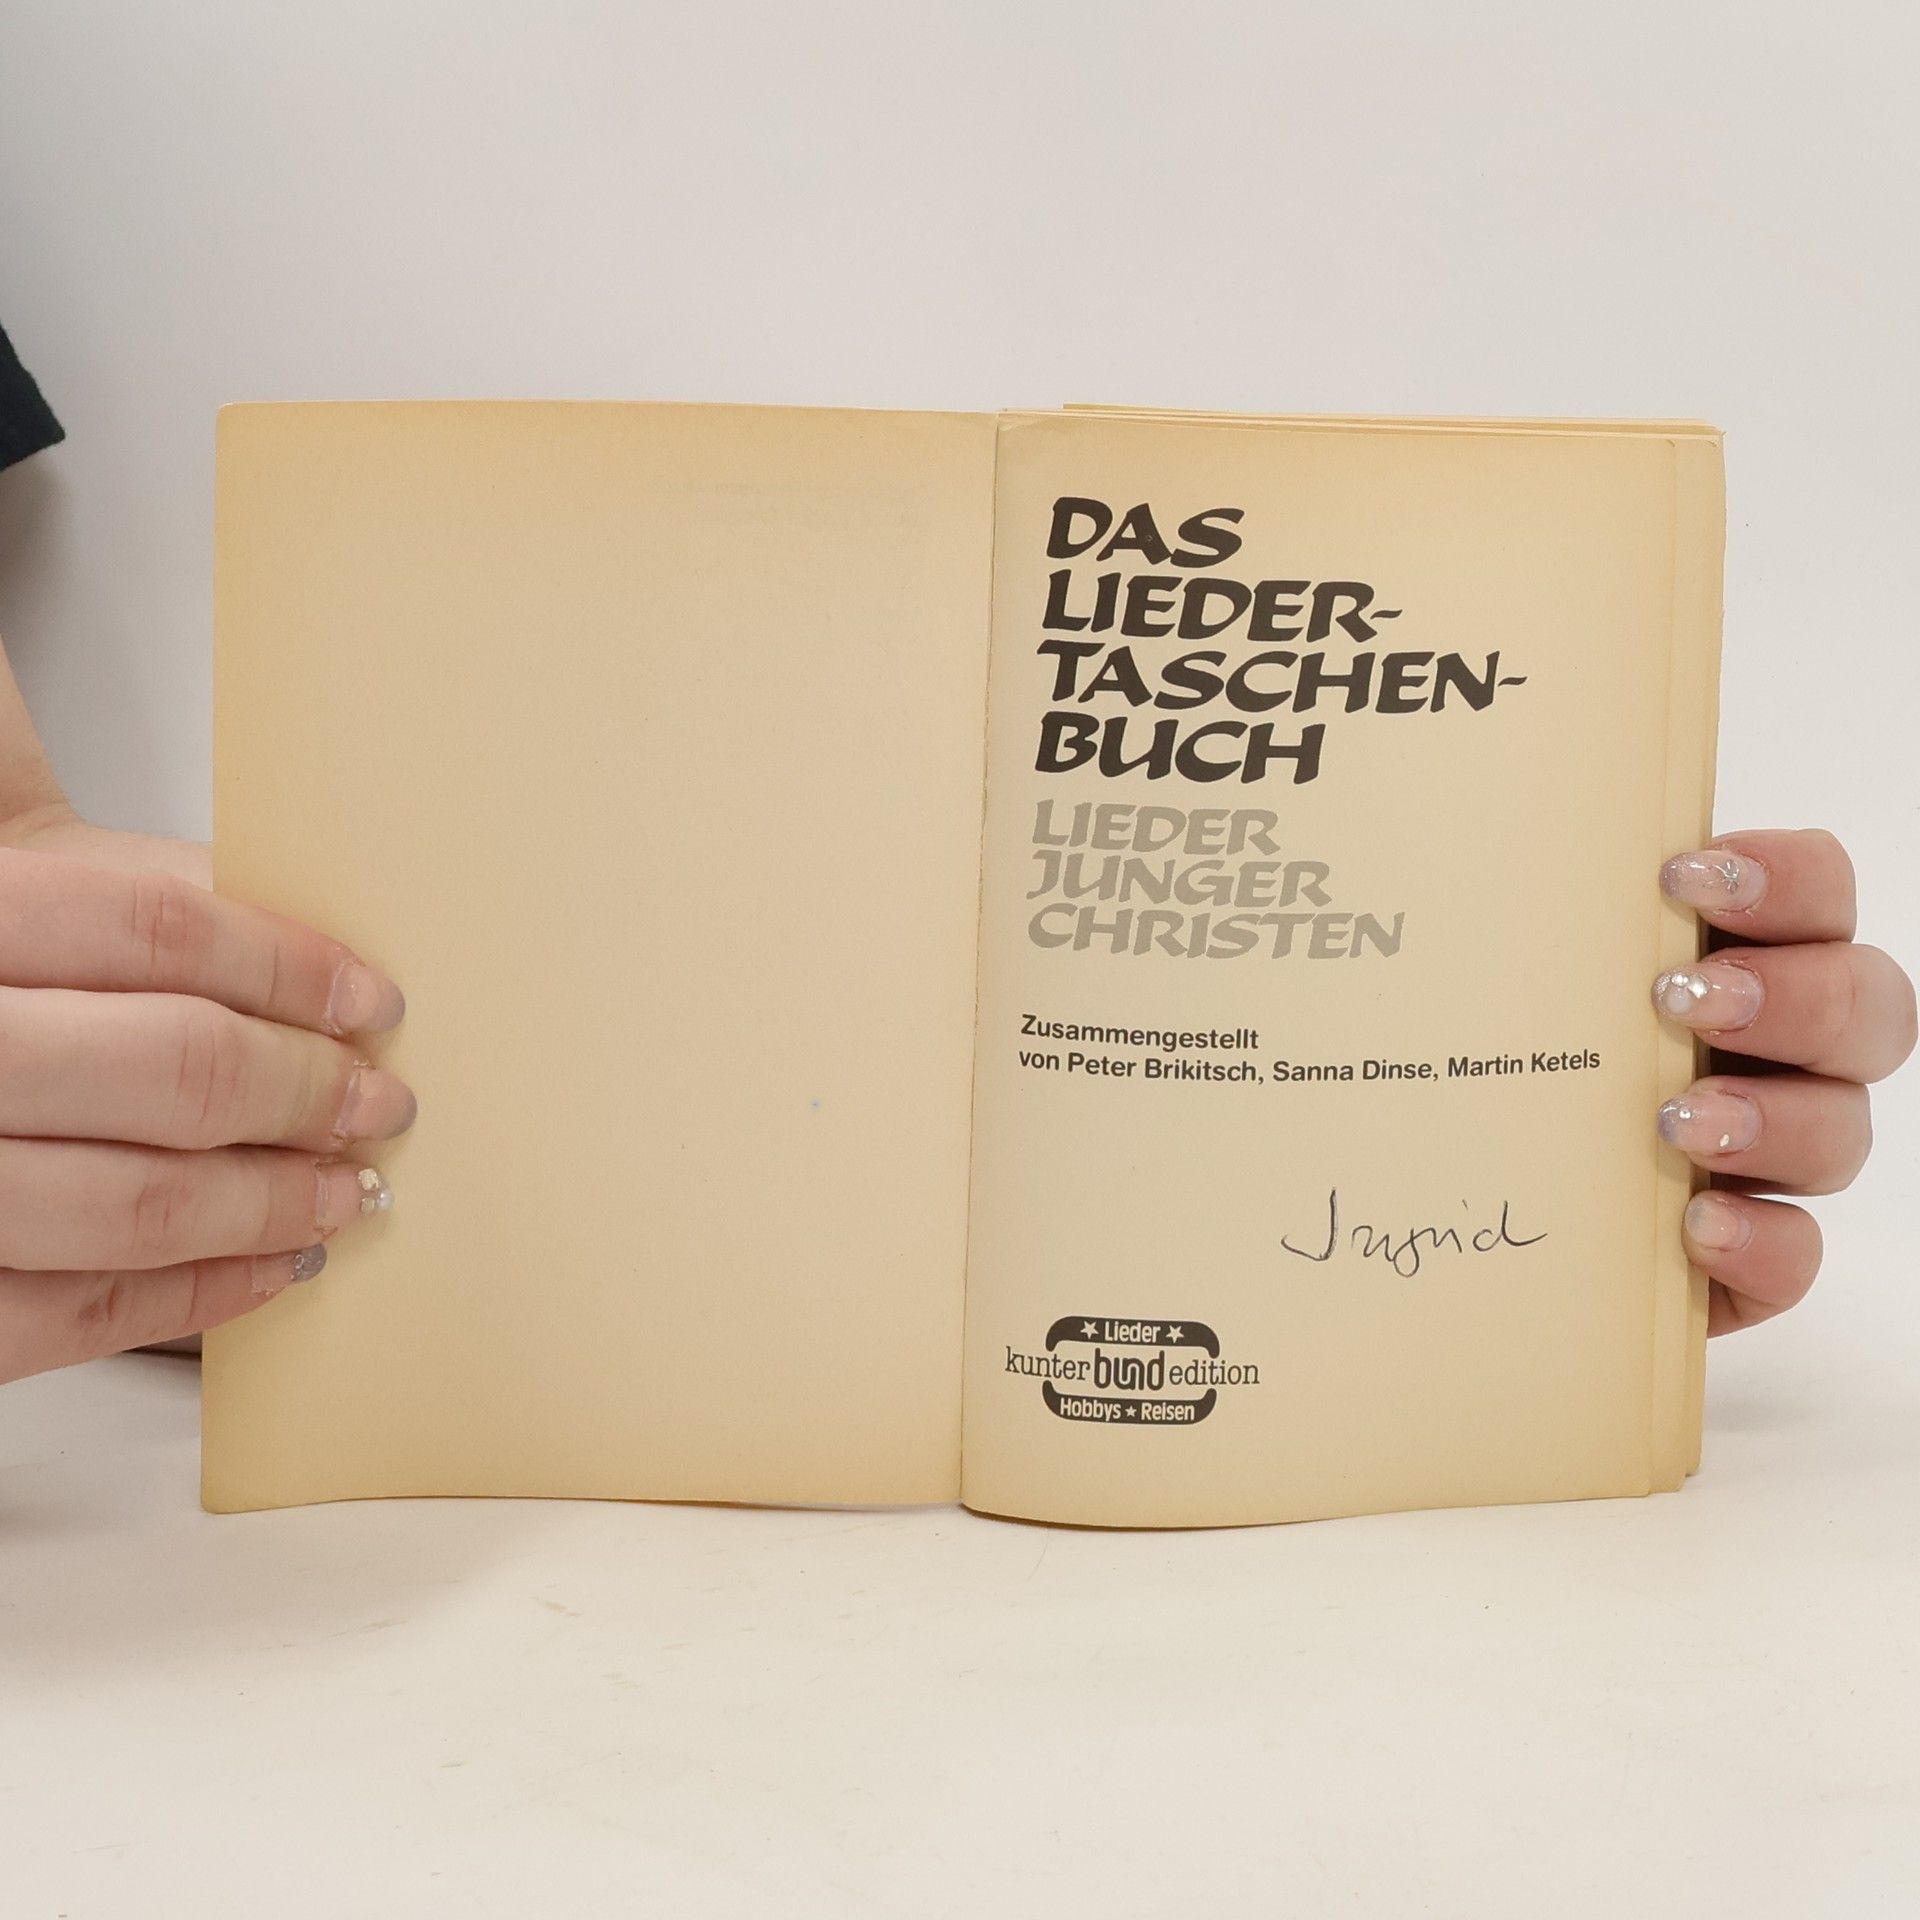 DAS
LIEDER-
TASCHEN-
BUCH
LIEDER
JUNGER
CHRISTEN
Zusammengestellt
von Peter Brikitsch, Sanna Dinse, Martin Ketels
Ingrid
★ Lieder ★
kunter bund edition
Hobbys ★ Reisen